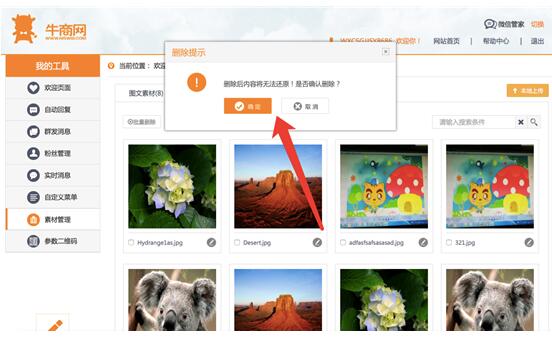 牛商网
微信管家 切换
欢迎你！ 网站首页 | 帮助中心 | 退出
我的工具
当前位置： 欢迎
删除提示
删除后内容将无法还原！是否确认删除？
确 定
取 消
欢迎页面
自动回复
群发消息
粉丝管理
实时消息
自定义菜单
素材管理
参数二维码
图文素材(8)
本地上传
批量删除
请输入搜索条件
Hydrange1as.jpg
Desert.jpg
adfasfsafsasasad.jpg
321.jpg